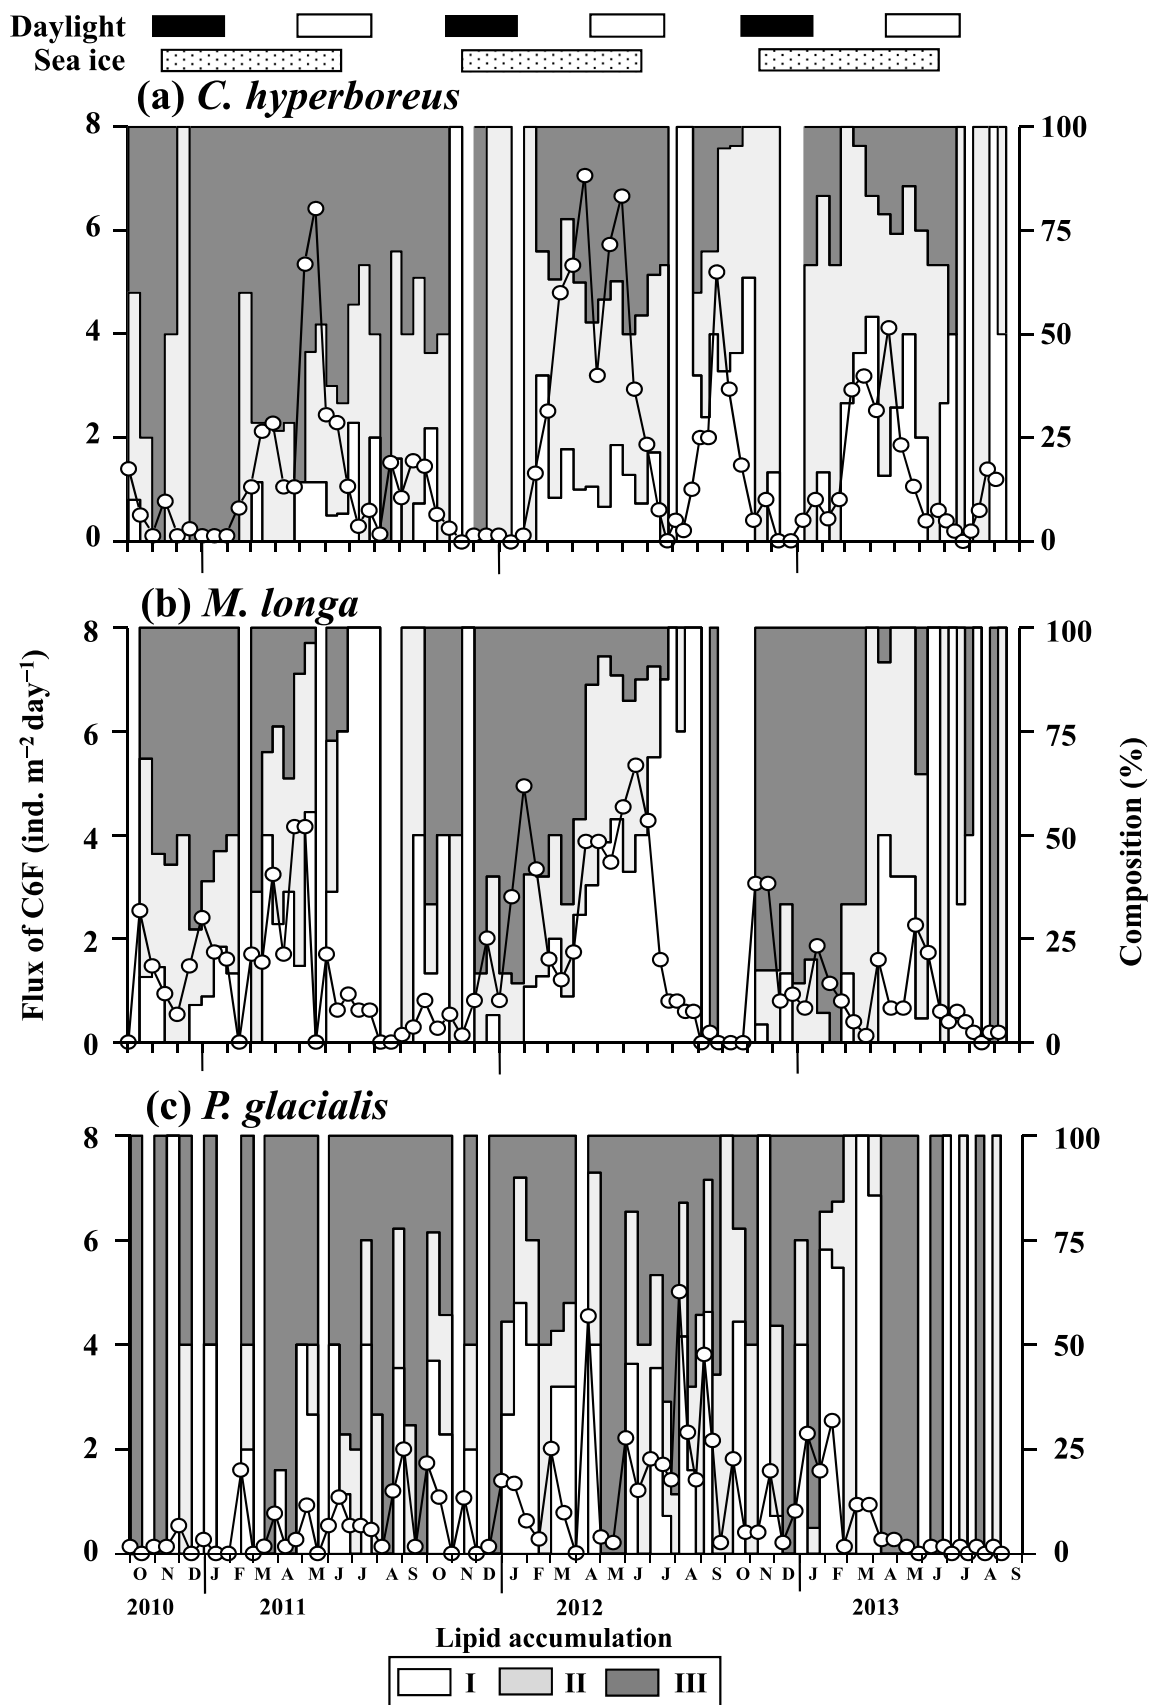 Daylight
Sea ice
(a) C. hyperboreus
8 100
6 75
4 50
2 25
0 0
(b) M. longa
8 100
6 75
4 50
2 25
0 0
Flux of C6F (ind. m⁻² day⁻¹)
Composition (%)
(c) P. glacialis
8 100
6 75
4 50
2 25
0 0
O N D J F M A M J J A S O N D J F M A M J J A S O N D J F M A M J J A S
2010 2011 2012 2013
Lipid accumulation
I II III